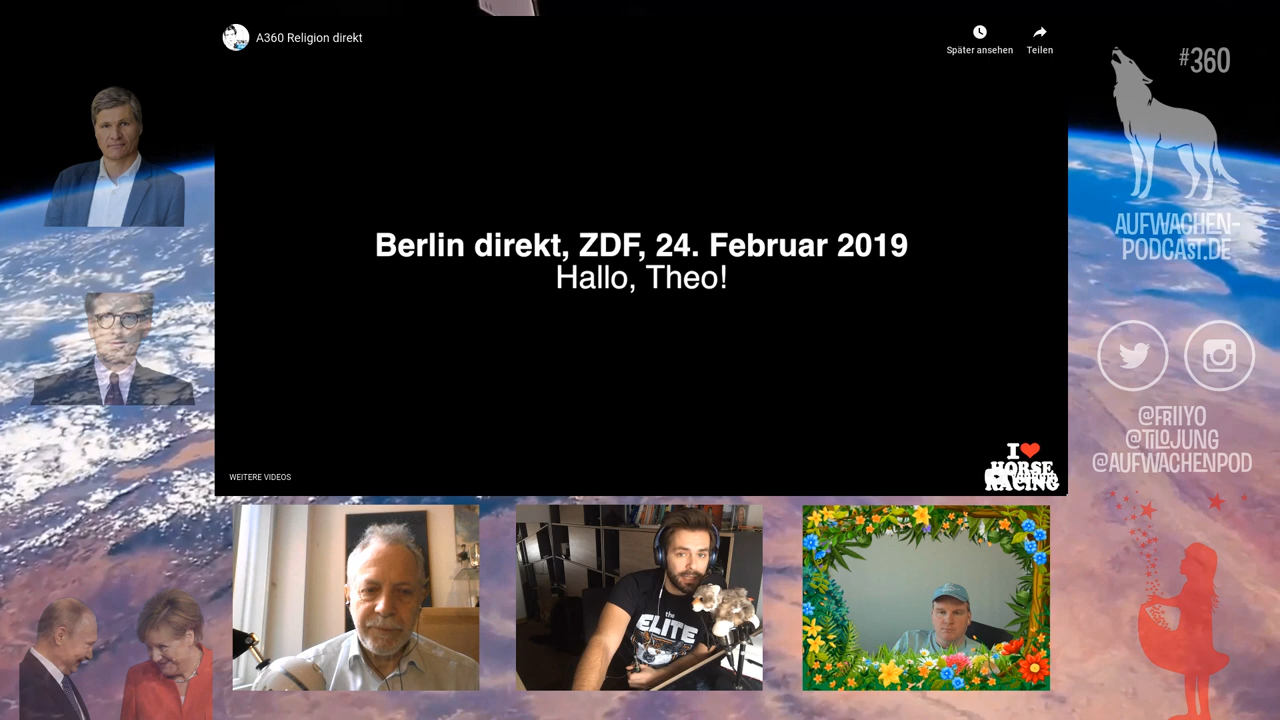 A360 Religion direkt
Später ansehen
Teilen
#360
AUFWACHEN-
PODCAST.DE
Berlin direkt, ZDF, 24. Februar 2019
Hallo, Theo!
@FRIIYO
@TILOJUNG
@AUFWACHENPOD
WEITERE VIDEOS
I
HORSE
RACING
the
ELITE